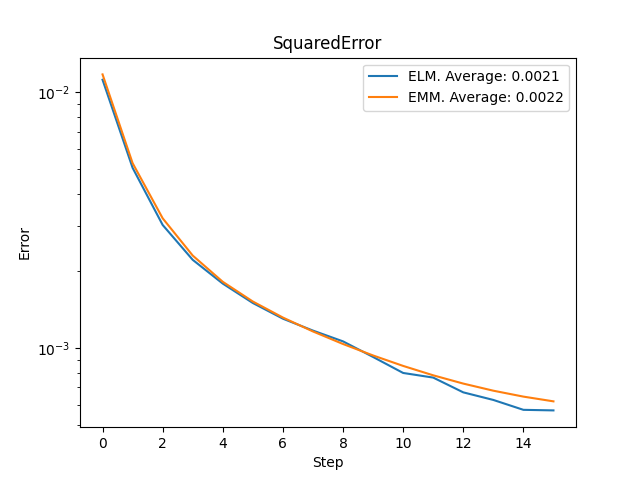 SquaredError
ELM. Average: 0.0021
EMM. Average: 0.0022
Error
10⁻²
10⁻³
0 2 4 6 8 10 12 14
Step